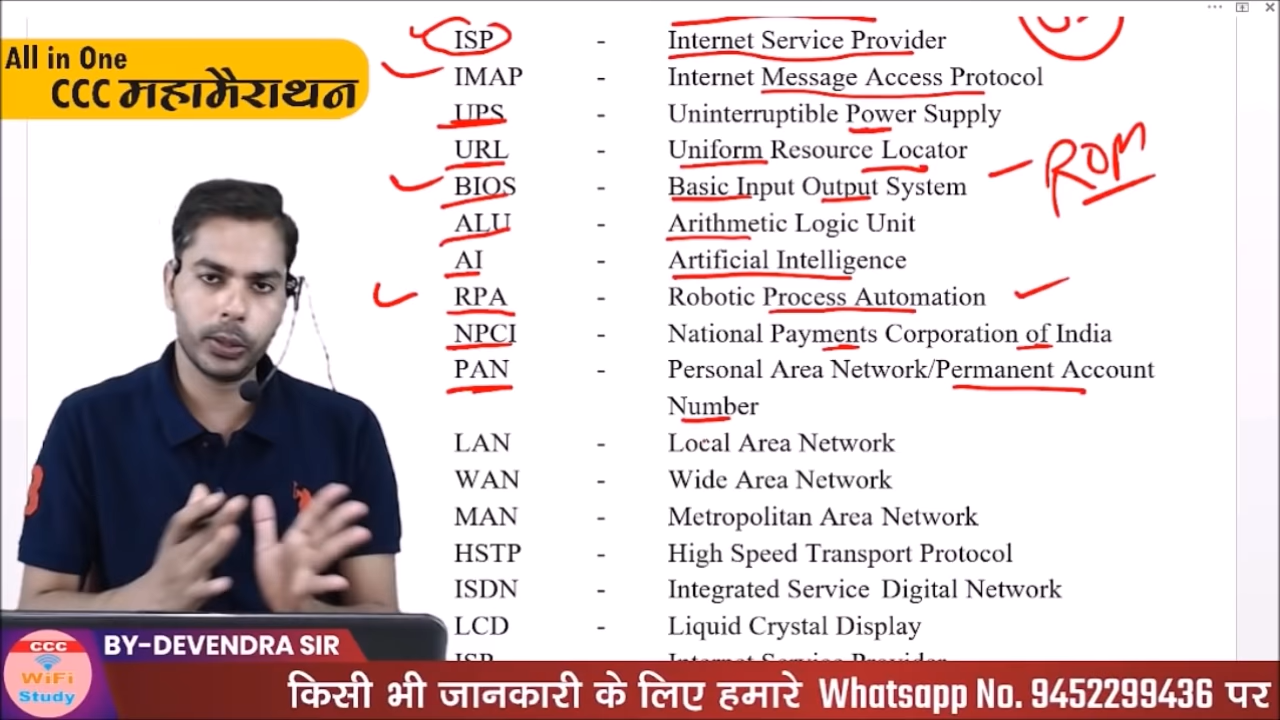 All in One
CCC महामैराथन
ISP - Internet Service Provider
IMAP - Internet Message Access Protocol
UPS - Uninterruptible Power Supply
URL - Uniform Resource Locator
BIOS - Basic Input Output System
ROM
ALU - Arithmetic Logic Unit
AI - Artificial Intelligence
RPA - Robotic Process Automation
NPCI - National Payments Corporation of India
PAN - Personal Area Network/Permanent Account
Number
LAN - Local Area Network
WAN - Wide Area Network
MAN - Metropolitan Area Network
HSTP - High Speed Transport Protocol
ISDN - Integrated Service Digital Network
LCD - Liquid Crystal Display
ISP - Internet Service Provider
BY-DEVENDRA SIR
CCC
WiFi
Study
किसी भी जानकारी के लिए हमारे Whatsapp No. 9452299436 पर